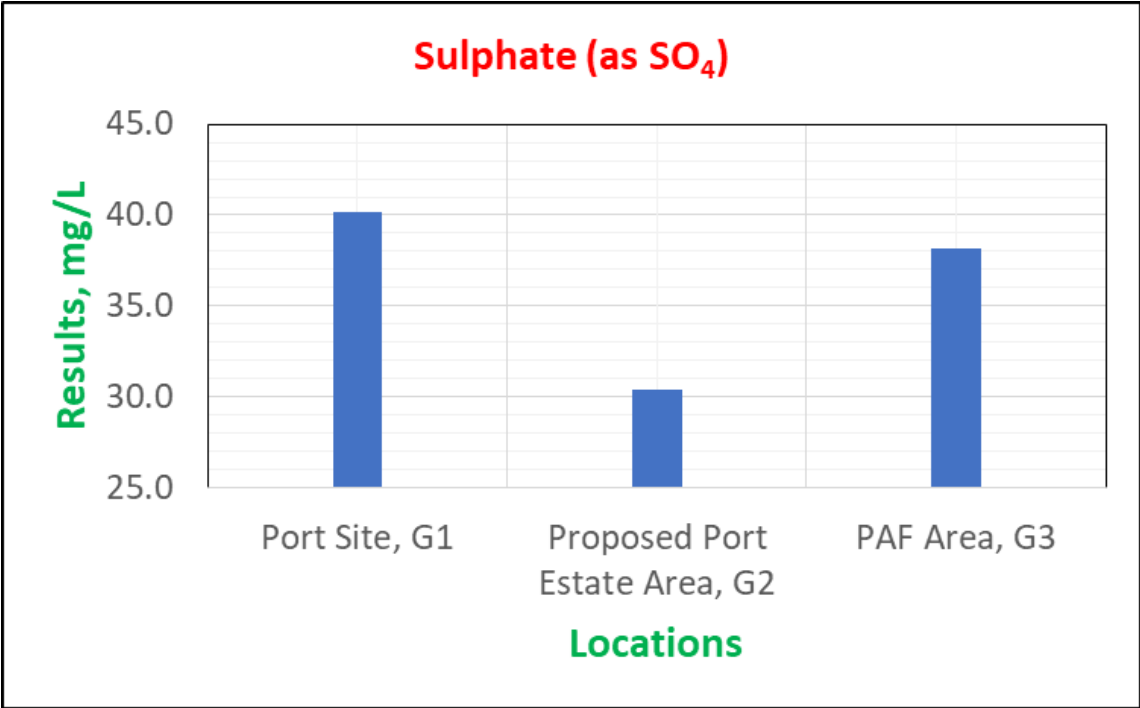 Sulphate (as SO₄)
Results, mg/L
45.0
40.0
35.0
30.0
25.0
Port Site, G1
Proposed Port
Estate Area, G2
PAF Area, G3
Locations